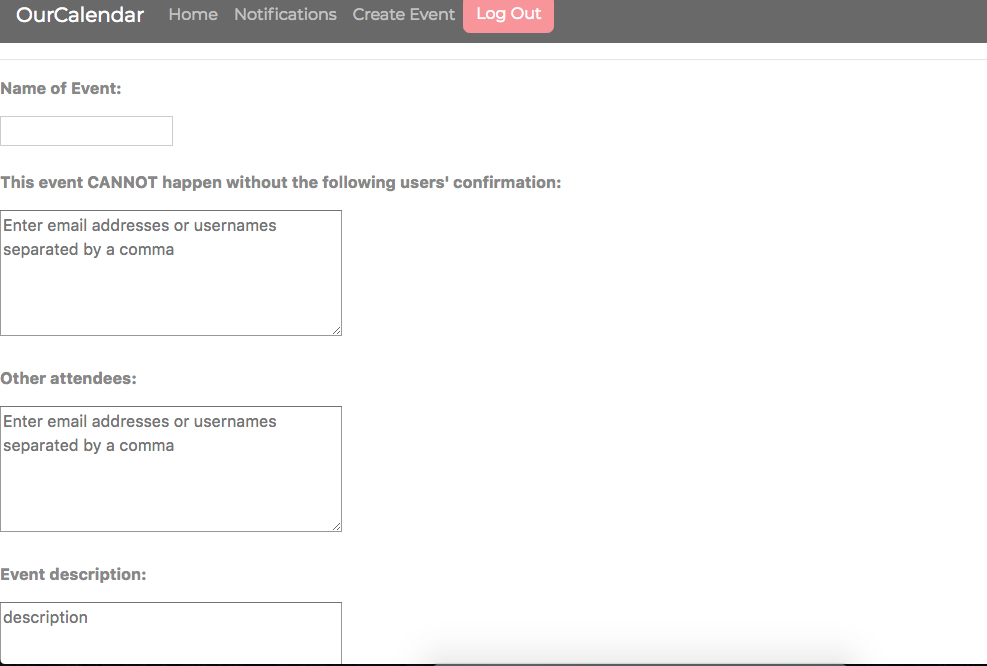 OurCalendar Home Notifications Create Event Log Out
Name of Event:
This event CANNOT happen without the following users' confirmation:
Enter email addresses or usernames
separated by a comma
Other attendees:
Enter email addresses or usernames
separated by a comma
Event description:
description